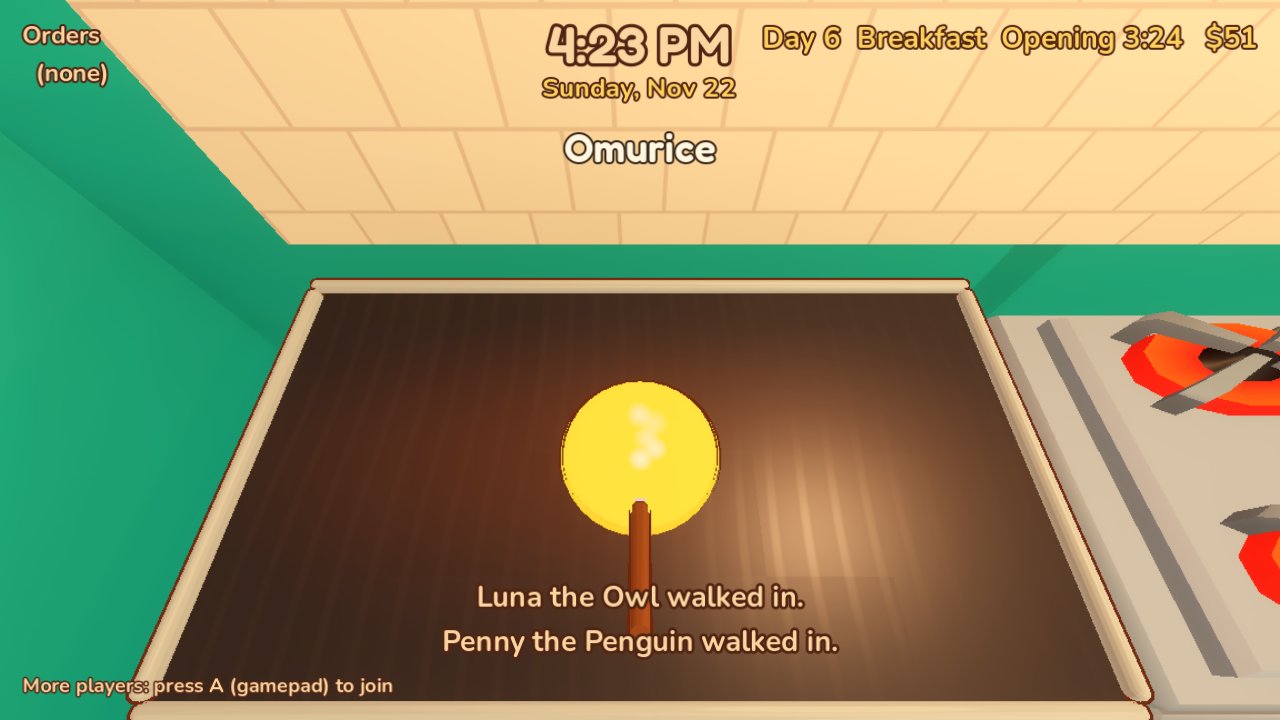 Orders
(none)
4:23 PM
Sunday, Nov 22
Day 6 Breakfast Opening 3:24 $51
Omurice
Luna the Owl walked in.
Penny the Penguin walked in.
More players: press A (gamepad) to join